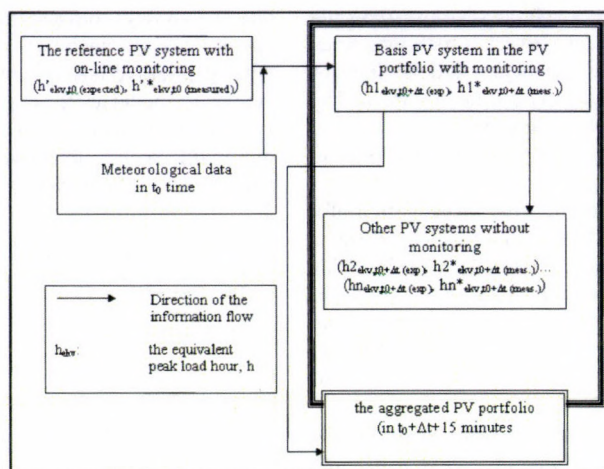 The reference PV system with
on-line monitoring
(h'ekv,t0 (expected), h'*ekv,t0 (measured))
Basis PV system in the PV
portfolio with monitoring
(h1ekv,t0+Δt (exp), h1*ekv,t0+Δt (meas.))
Meteorological data
in t0 time
Other PV systems without
monitoring
(h2ekv,t0+Δt (exp), h2*ekv,t0+Δt (meas.))...
(hnekv,t0+Δt (exp), hn*ekv,t0+Δt (meas.))
Direction of the
information flow
hekv: the equivalent
peak load hour, h
the aggregated PV portfolio
(in t0+Δt+15 minutes